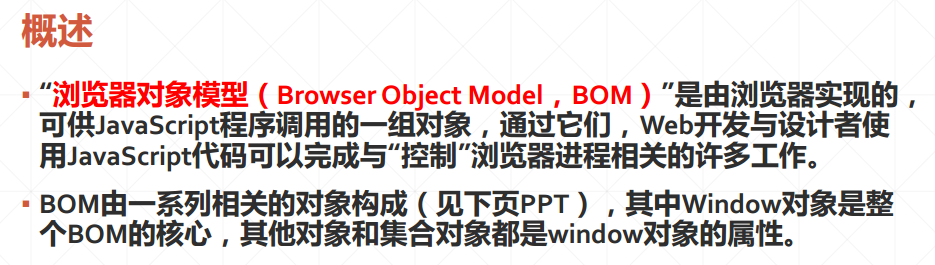 概述
▪ “浏览器对象模型（Browser Object Model，BOM）”是由浏览器实现的，
可供JavaScript程序调用的一组对象，通过它们，Web开发与设计者使
用JavaScript代码可以完成与“控制”浏览器进程相关的许多工作。
▪ BOM由一系列相关的对象构成（见下页PPT），其中Window对象是整
个BOM的核心，其他对象和集合对象都是window对象的属性。